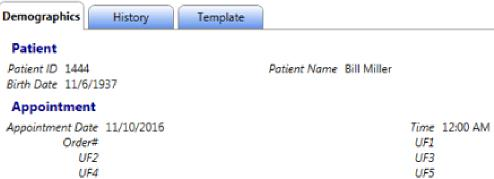 Demographics History Template
Patient
Patient ID 1444 Patient Name Bill Miller
Birth Date 11/6/1937
Appointment
Appointment Date 11/10/2016 Time 12:00 AM
Order# UF1
UF2 UF3
UF4 UF5